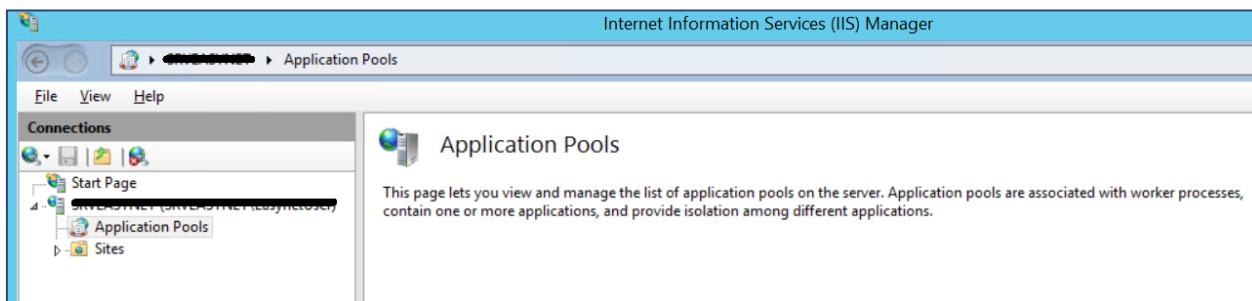 Internet Information Services (IIS) Manager
Application Pools
File View Help
Connections
Start Page
Application Pools
Sites
Application Pools
This page lets you view and manage the list of application pools on the server. Application pools are associated with worker processes,
contain one or more applications, and provide isolation among different applications.